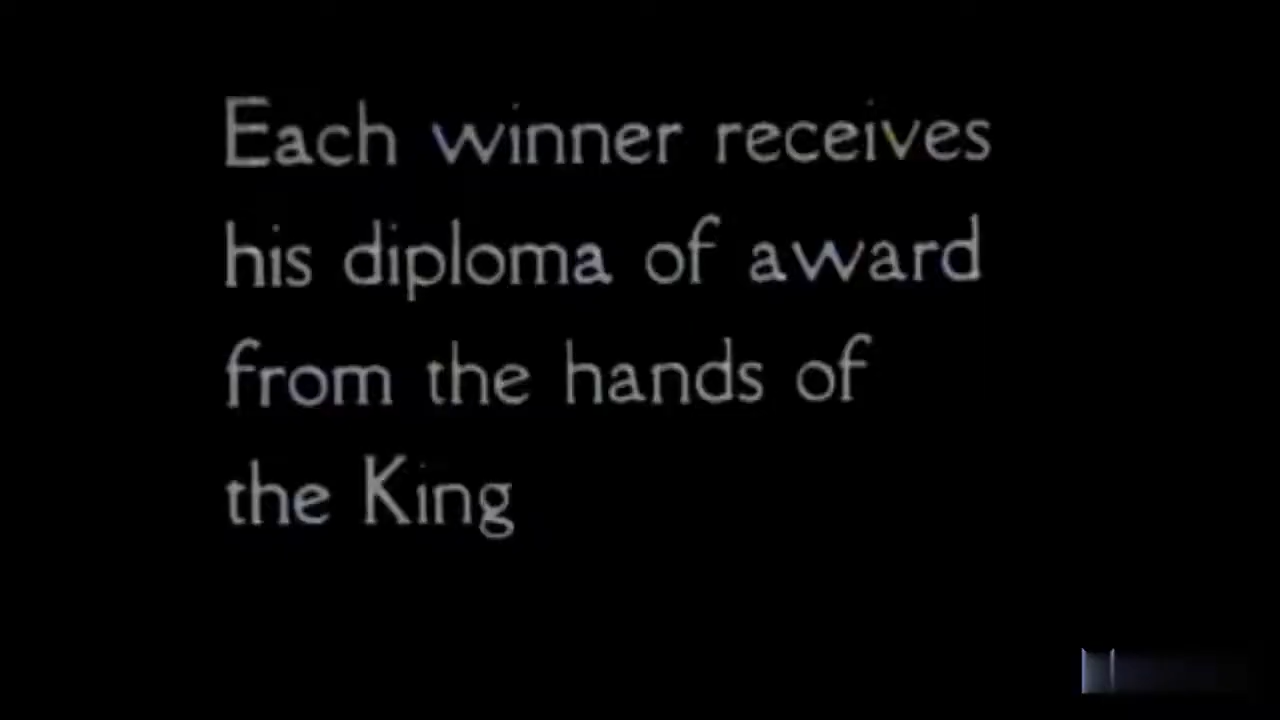 Each winner receives
his diploma of award
from the hands of
the King